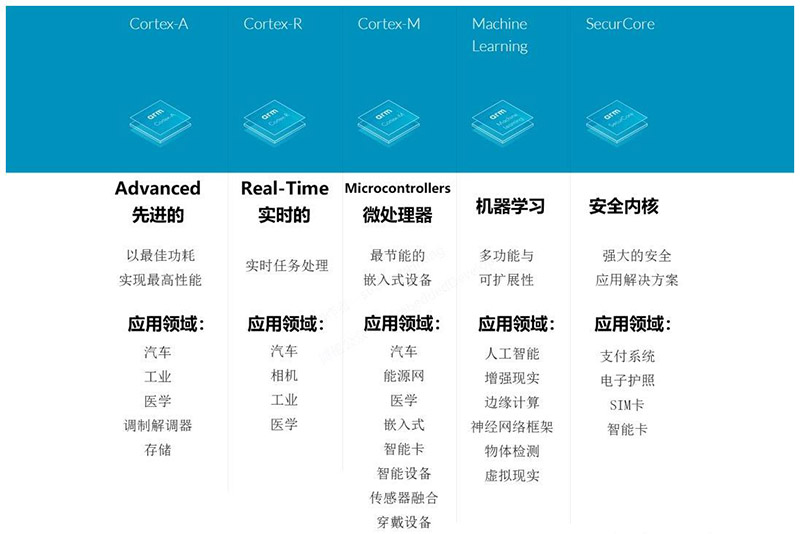 Cortex-A
Cortex-R
Cortex-M
Machine
Learning
SecurCore
arm
Cortex-A
arm
Cortex-R
arm
Cortex-M
arm
Machine
Learning
arm
SecurCore
Advanced
先进的
以最佳功耗
实现最高性能
应用领域：
汽车
工业
医学
调制解调器
存储
Real-Time
实时的
实时任务处理
应用领域：
汽车
相机
工业
医学
Microcontrollers
微处理器
最节能的
嵌入式设备
应用领域：
汽车
能源网
医学
嵌入式
智能卡
智能设备
传感器融合
穿戴设备
机器学习
多功能与
可扩展性
应用领域：
人工智能
增强现实
边缘计算
神经网络框架
物体检测
虚拟现实
安全内核
强大的安全
应用解决方案
应用领域：
支付系统
电子护照
SIM卡
智能卡